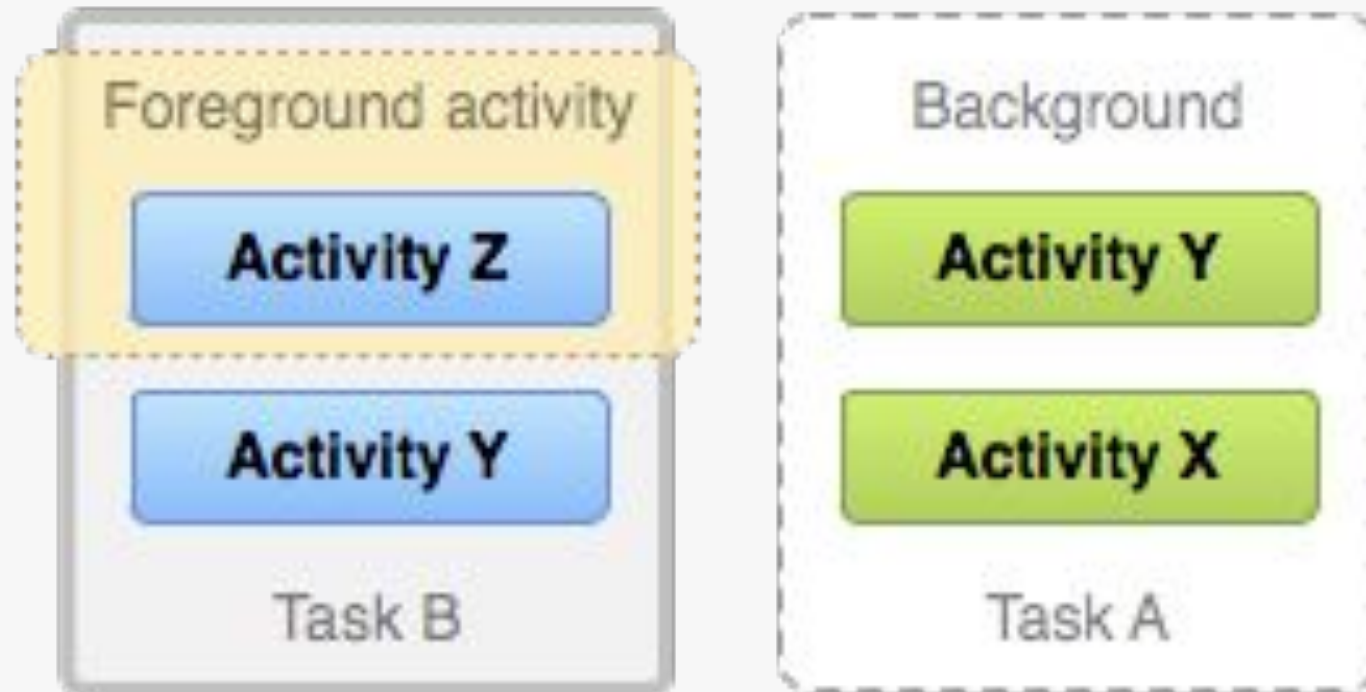 Foreground activity
Activity Z
Activity Y
Task B
Background
Activity Y
Activity X
Task A